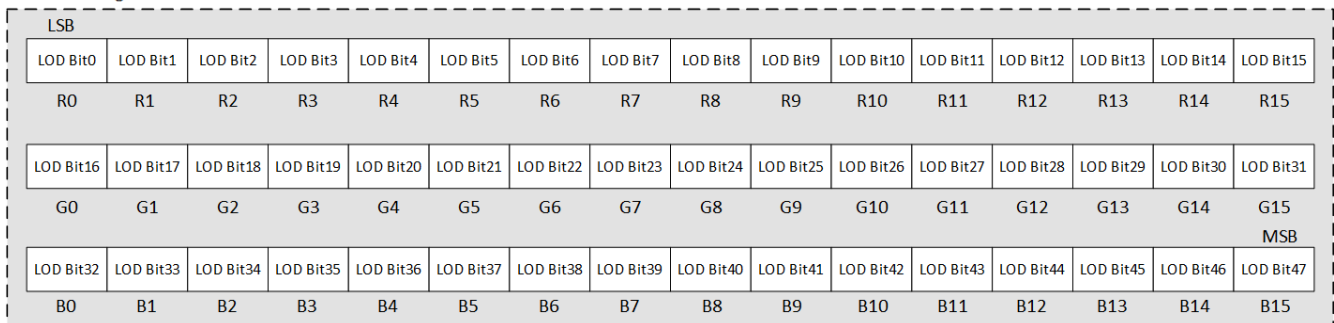 LSB
LOD Bit0 LOD Bit1 LOD Bit2 LOD Bit3 LOD Bit4 LOD Bit5 LOD Bit6 LOD Bit7 LOD Bit8 LOD Bit9 LOD Bit10 LOD Bit11 LOD Bit12 LOD Bit13 LOD Bit14 LOD Bit15
R0 R1 R2 R3 R4 R5 R6 R7 R8 R9 R10 R11 R12 R13 R14 R15
LOD Bit16 LOD Bit17 LOD Bit18 LOD Bit19 LOD Bit20 LOD Bit21 LOD Bit22 LOD Bit23 LOD Bit24 LOD Bit25 LOD Bit26 LOD Bit27 LOD Bit28 LOD Bit29 LOD Bit30 LOD Bit31
G0 G1 G2 G3 G4 G5 G6 G7 G8 G9 G10 G11 G12 G13 G14 G15
MSB
LOD Bit32 LOD Bit33 LOD Bit34 LOD Bit35 LOD Bit36 LOD Bit37 LOD Bit38 LOD Bit39 LOD Bit40 LOD Bit41 LOD Bit42 LOD Bit43 LOD Bit44 LOD Bit45 LOD Bit46 LOD Bit47
B0 B1 B2 B3 B4 B5 B6 B7 B8 B9 B10 B11 B12 B13 B14 B15